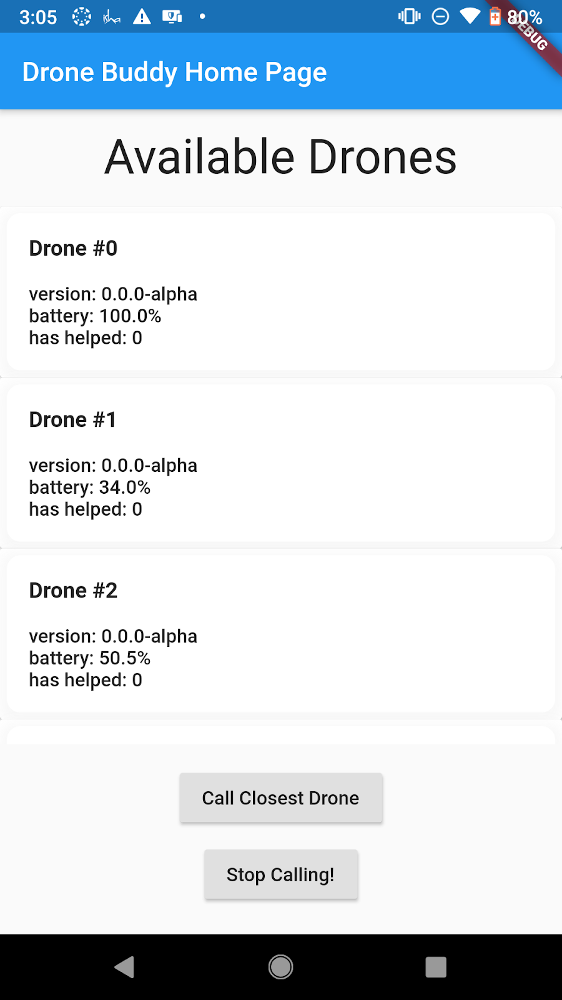 3:05
isha
80%
DEBUG
Drone Buddy Home Page
Available Drones
Drone #0
version: 0.0.0-alpha
battery: 100.0%
has helped: 0
Drone #1
version: 0.0.0-alpha
battery: 34.0%
has helped: 0
Drone #2
version: 0.0.0-alpha
battery: 50.5%
has helped: 0
Call Closest Drone
Stop Calling!